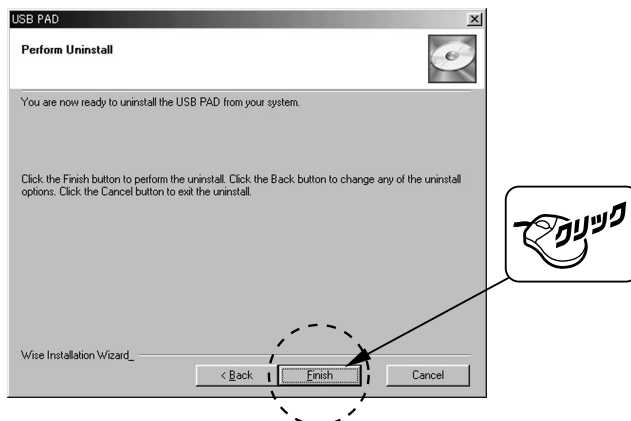 USB PAD
Perform Uninstall
You are now ready to uninstall the USB PAD from your system.
Click the Finish button to perform the uninstall. Click the Back button to change any of the uninstall
options. Click the Cancel button to exit the uninstall.
クリック
Wise Installation Wizard_
< Back
Finish
Cancel